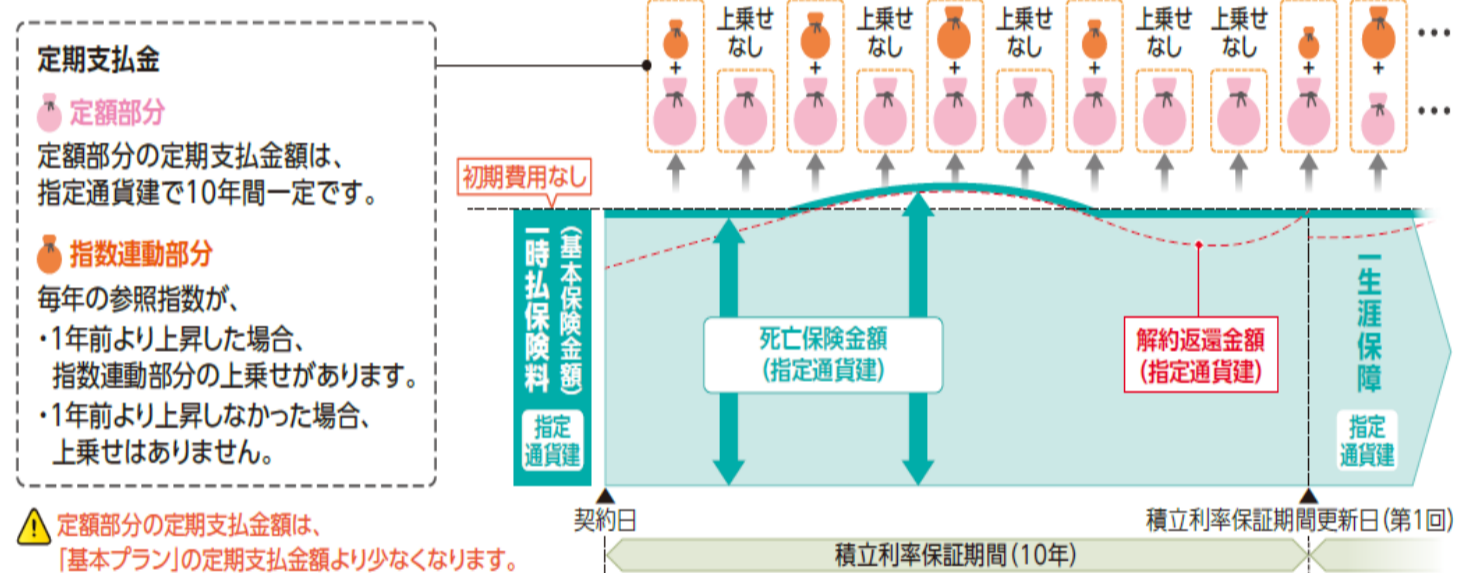 定期支払金
定額部分
定額部分の定期支払金額は、
指定通貨建で10年間一定です。
指数連動部分
毎年の参照指数が、
・1年前より上昇した場合、
指数連動部分の上乗せがあります。
・1年前より上昇しなかった場合、
上乗せはありません。
定額部分の定期支払金額は、
「基本プラン」の定期支払金額より少なくなります。
+
上乗せ
なし
+
上乗せ
なし
+
上乗せ
なし
+
上乗せ
なし
上乗せ
なし
+
+
…
…
初期費用なし
一時払保険料
(基本保険金額)
指定
通貨建
死亡保険金額
(指定通貨建)
解約返還金額
(指定通貨建)
一生涯保障
指定
通貨建
契約日
積立利率保証期間更新日(第1回)
積立利率保証期間(10年)